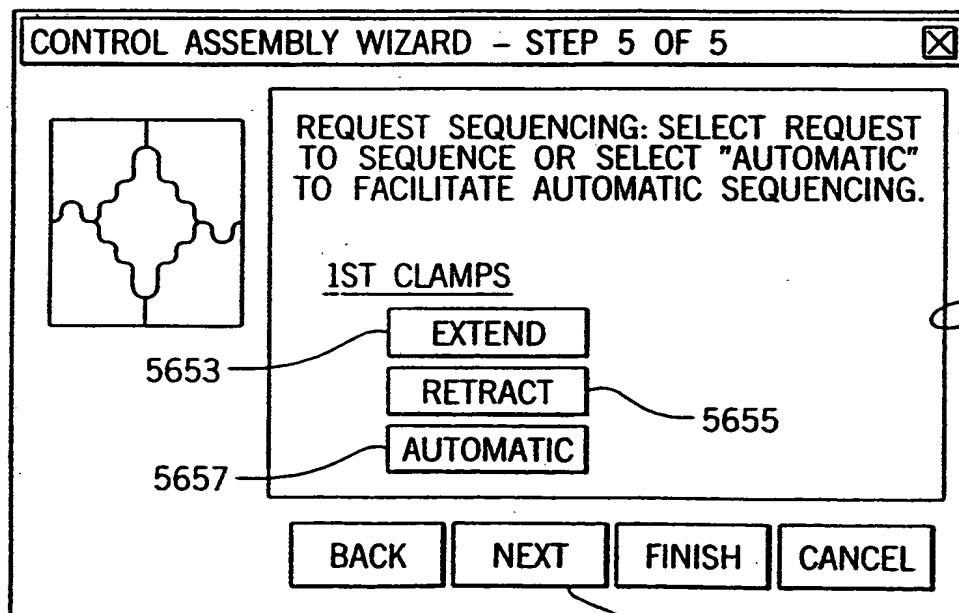 CONTROL ASSEMBLY WIZARD – STEP 5 OF 5
REQUEST SEQUENCING: SELECT REQUEST
TO SEQUENCE OR SELECT "AUTOMATIC"
TO FACILITATE AUTOMATIC SEQUENCING.
1ST CLAMPS
EXTEND
5653
RETRACT
5655
AUTOMATIC
5657
BACK
NEXT
FINISH
CANCEL